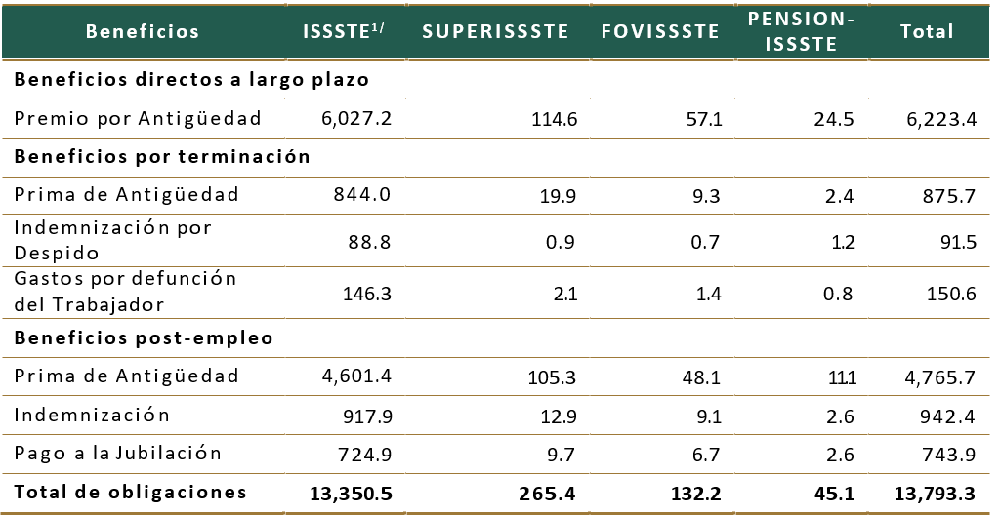 Beneficios ISSSTE1/ SUPERISSSTE FOVISSSTE PENSION-ISSSTE Total
Beneficios directos a largo plazo
Premio por Antigüedad 6,027.2 114.6 57.1 24.5 6,223.4
Beneficios por terminación
Prima de Antigüedad 844.0 19.9 9.3 2.4 875.7
Indemnización por
Despido 88.8 0.9 0.7 1.2 91.5
Gastos por defunción
del Trabajador 146.3 2.1 1.4 0.8 150.6
Beneficios post-empleo
Prima de Antigüedad 4,601.4 105.3 48.1 11.1 4,765.7
Indemnización 917.9 12.9 9.1 2.6 942.4
Pago a la Jubilación 724.9 9.7 6.7 2.6 743.9
Total de obligaciones 13,350.5 265.4 132.2 45.1 13,793.3